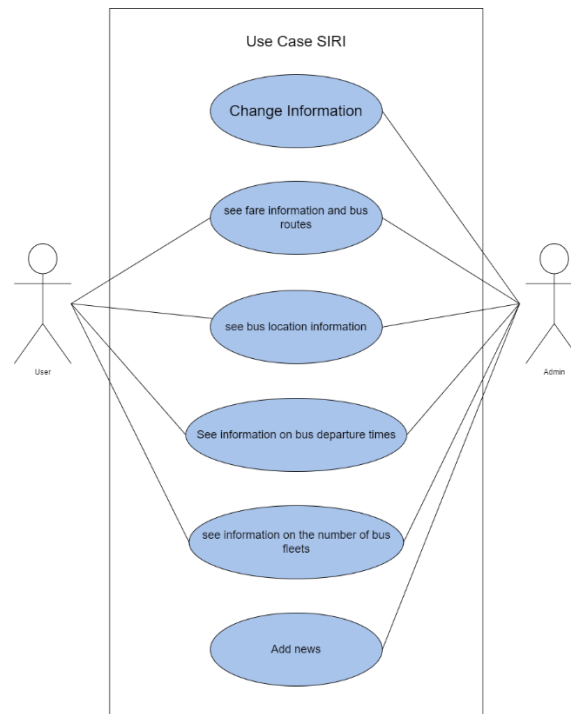 Use Case SIRI
Change Information
see fare information and bus
routes
see bus location information
User
Admin
See information on bus departure times
see information on the number of bus
fleets
Add news